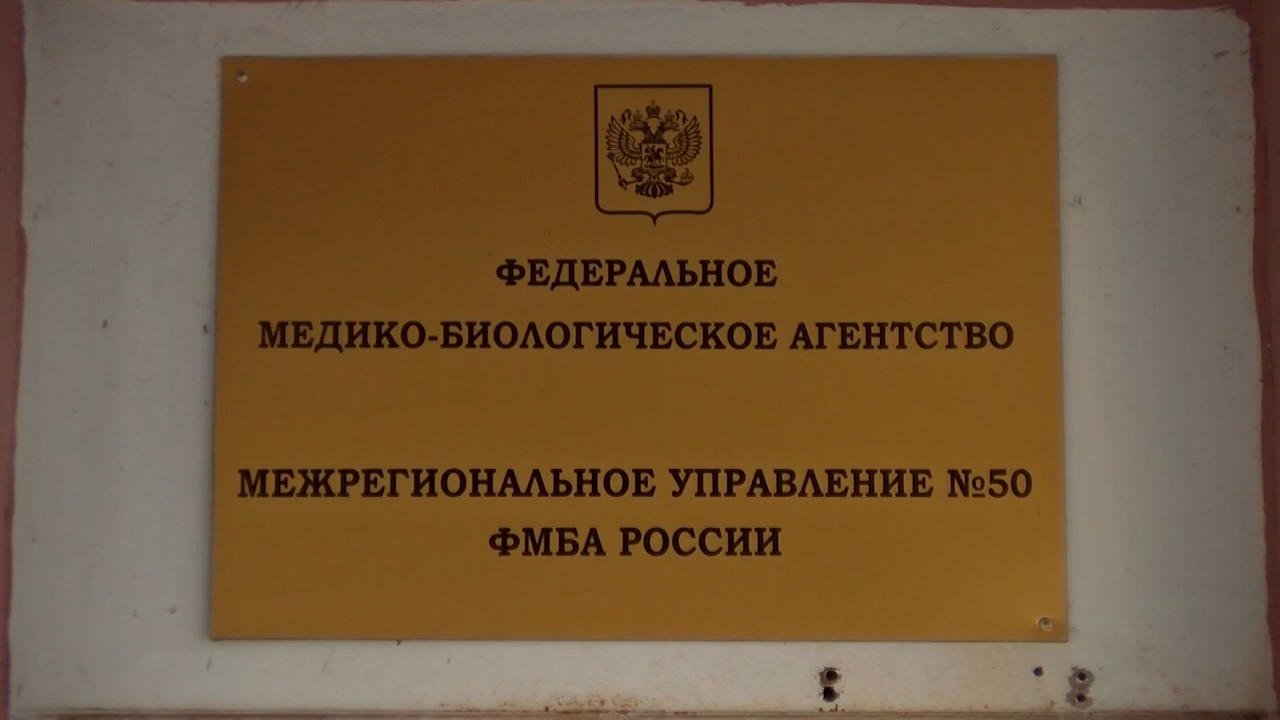 ФЕДЕРАЛЬНОЕ
МЕДИКО-БИОЛОГИЧЕСКОЕ АГЕНТСТВО
МЕЖРЕГИОНАЛЬНОЕ УПРАВЛЕНИЕ №50
ФМБА РОССИИ